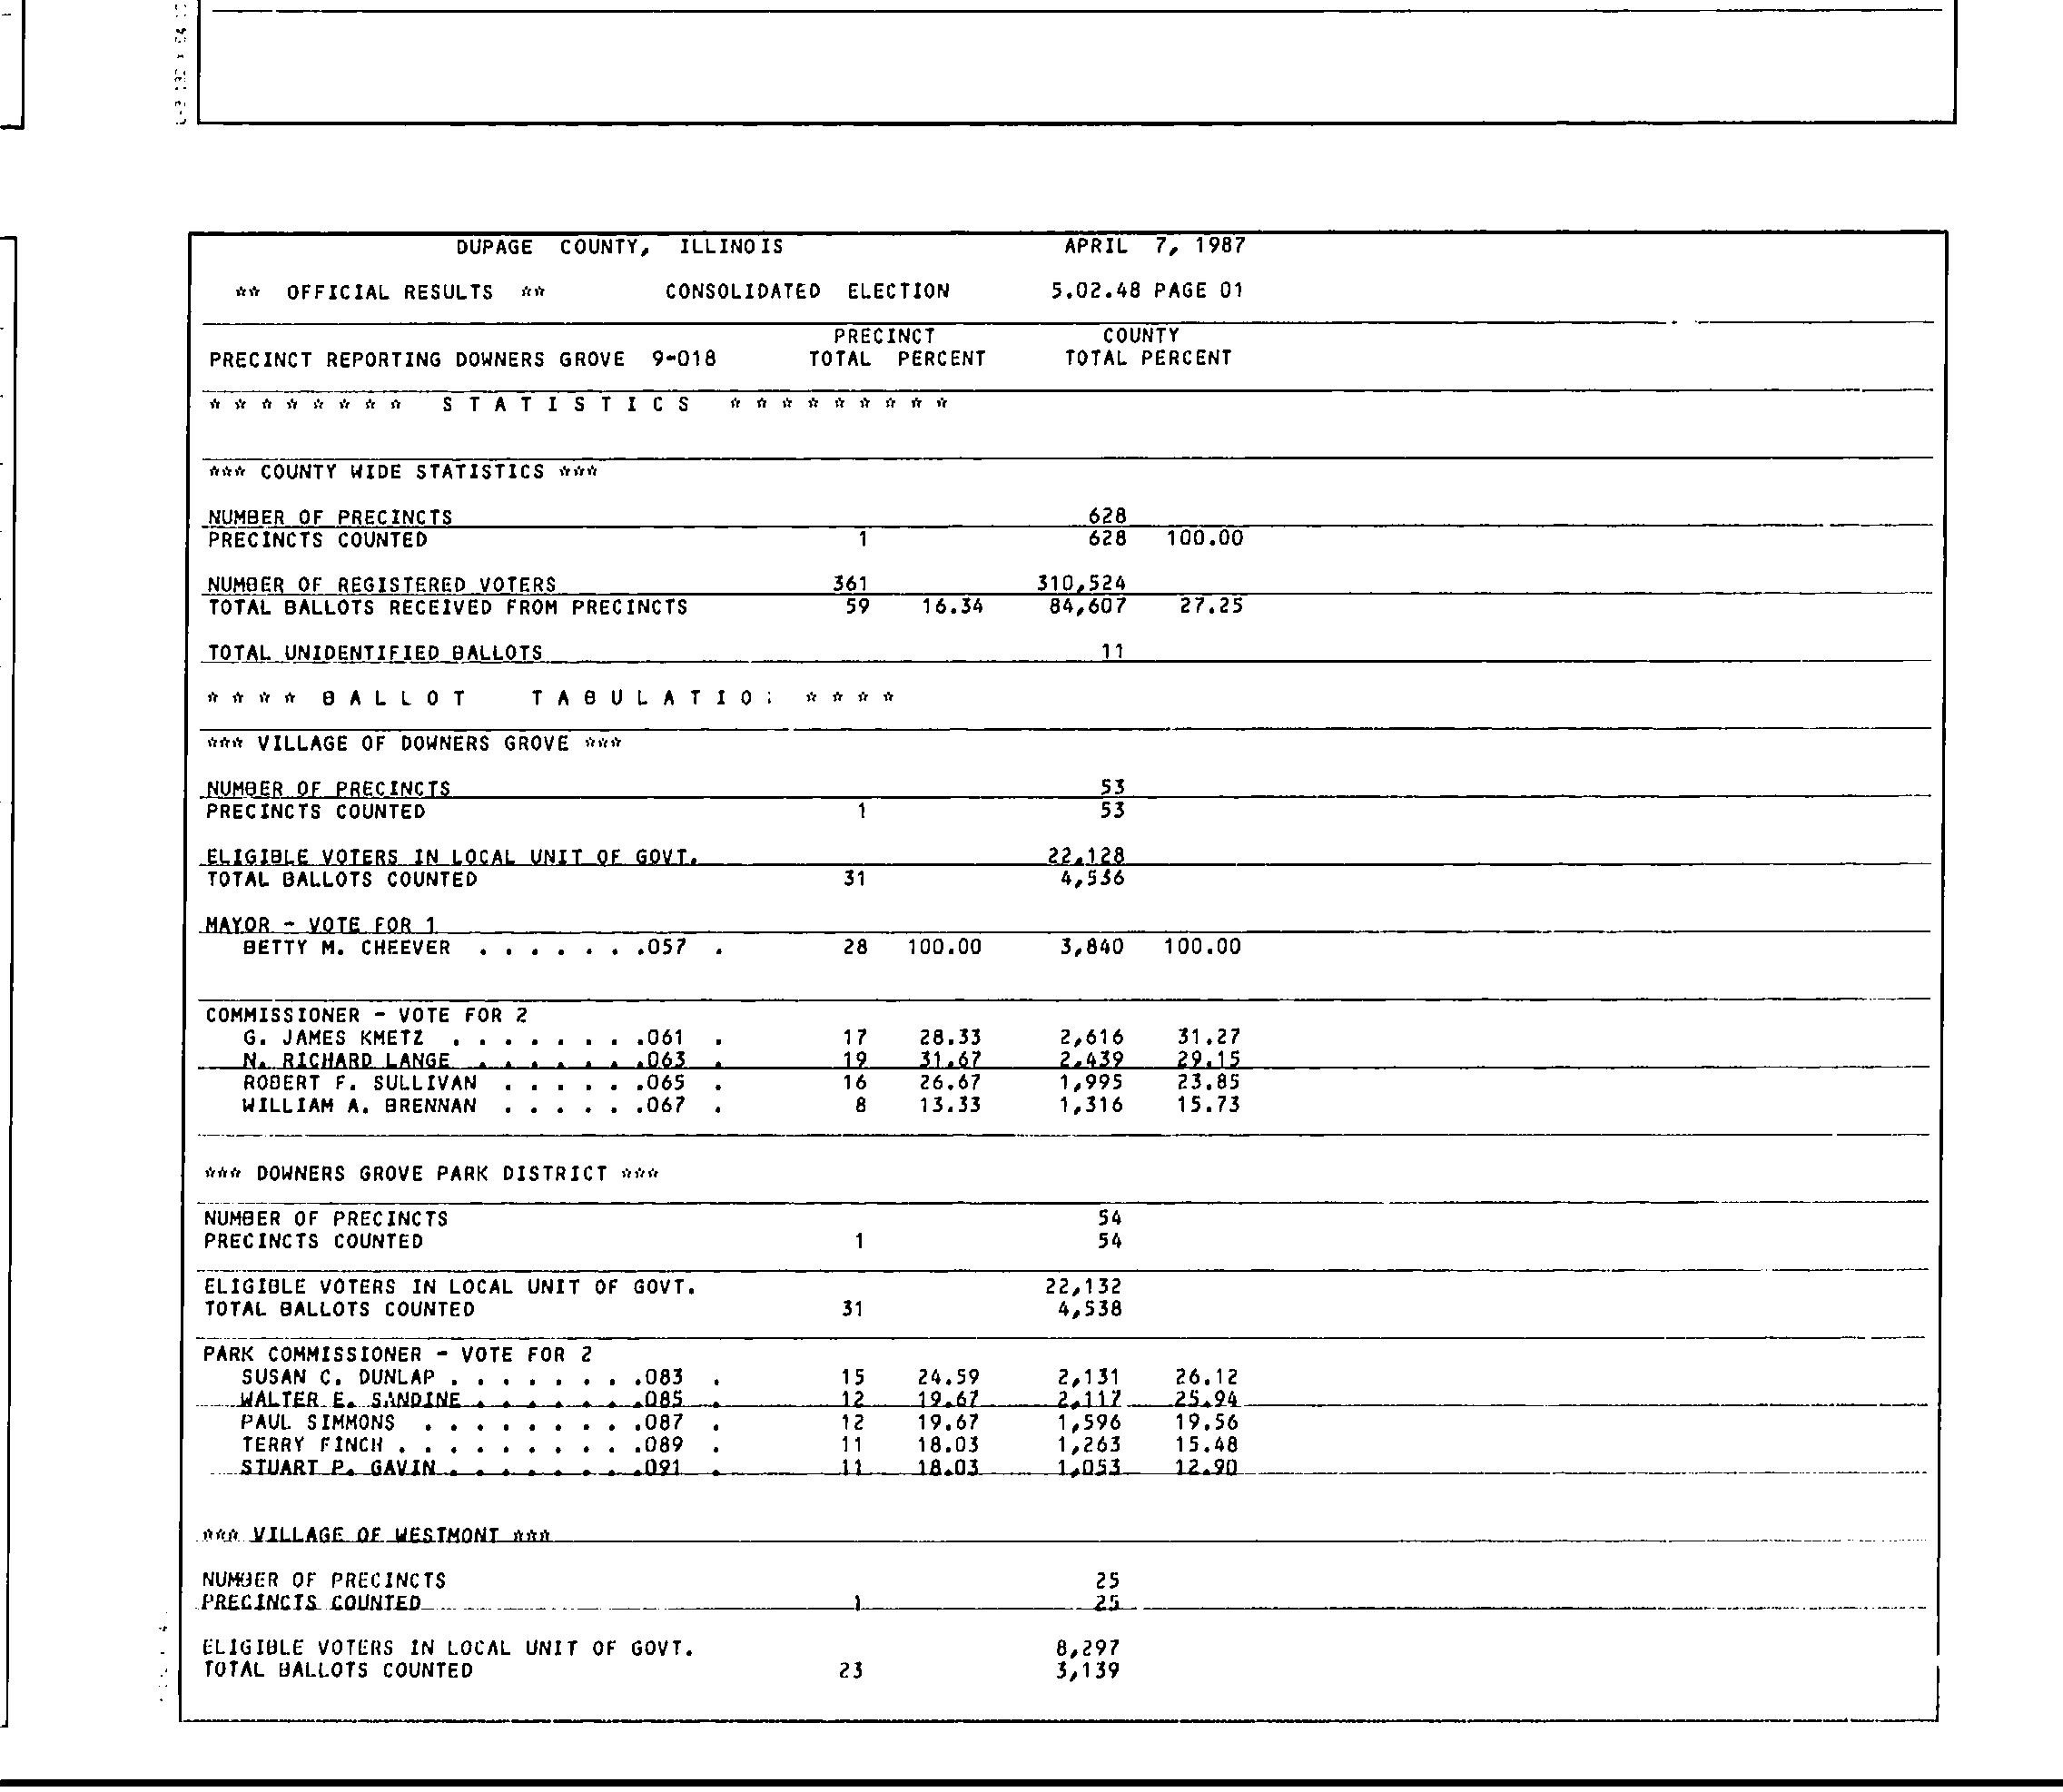 DUPAGE COUNTY, ILLINOIS APRIL 7, 1987
** OFFICIAL RESULTS ** CONSOLIDATED ELECTION 5.02.48 PAGE 01
PRECINCT COUNTY
PRECINCT REPORTING DOWNERS GROVE 9-018 TOTAL PERCENT TOTAL PERCENT
* * * * * * * * S T A T I S T I C S * * * * * * * * *
*** COUNTY WIDE STATISTICS ***
NUMBER OF PRECINCTS 628
PRECINCTS COUNTED 1 628 100.00
NUMBER OF REGISTERED VOTERS 361 310,524
TOTAL BALLOTS RECEIVED FROM PRECINCTS 59 16.34 84,607 27.25
TOTAL UNIDENTIFIED BALLOTS 11
* * * * B A L L O T T A B U L A T I O : * * * *
*** VILLAGE OF DOWNERS GROVE ***
NUMBER OF PRECINCTS 53
PRECINCTS COUNTED 1 53
ELIGIBLE VOTERS IN LOCAL UNIT OF GOVT. 22,128
TOTAL BALLOTS COUNTED 31 4,536
MAYOR - VOTE FOR 1
BETTY M. CHEEVER . . . . . . .057 . 28 100.00 3,840 100.00
COMMISSIONER - VOTE FOR 2
G. JAMES KMETZ . . . . . . . .061 . 17 28.33 2,616 31.27
N. RICHARD LANGE . . . . . . .063 . 19 31.67 2,439 29.15
ROBERT F. SULLIVAN . . . . . .065 . 16 26.67 1,995 23.85
WILLIAM A. BRENNAN . . . . . .067 . 8 13.33 1,316 15.73
*** DOWNERS GROVE PARK DISTRICT ***
NUMBER OF PRECINCTS 54
PRECINCTS COUNTED 1 54
ELIGIBLE VOTERS IN LOCAL UNIT OF GOVT. 22,132
TOTAL BALLOTS COUNTED 31 4,538
PARK COMMISSIONER - VOTE FOR 2
SUSAN C. DUNLAP . . . . . . . .083 . 15 24.59 2,131 26.12
WALTER E. SANDINE . . . . . . .085 . 12 19.67 2,117 25.94
PAUL SIMMONS . . . . . . . . .087 . 12 19.67 1,596 19.56
TERRY FINCH . . . . . . . . . .089 . 11 18.03 1,263 15.48
STUART P. GAVIN . . . . . . . .091 . 11 18.03 1,053 12.90
*** VILLAGE OF WESTMONT ***
NUMBER OF PRECINCTS 25
PRECINCTS COUNTED 1 25
ELIGIBLE VOTERS IN LOCAL UNIT OF GOVT. 8,297
TOTAL BALLOTS COUNTED 23 3,139